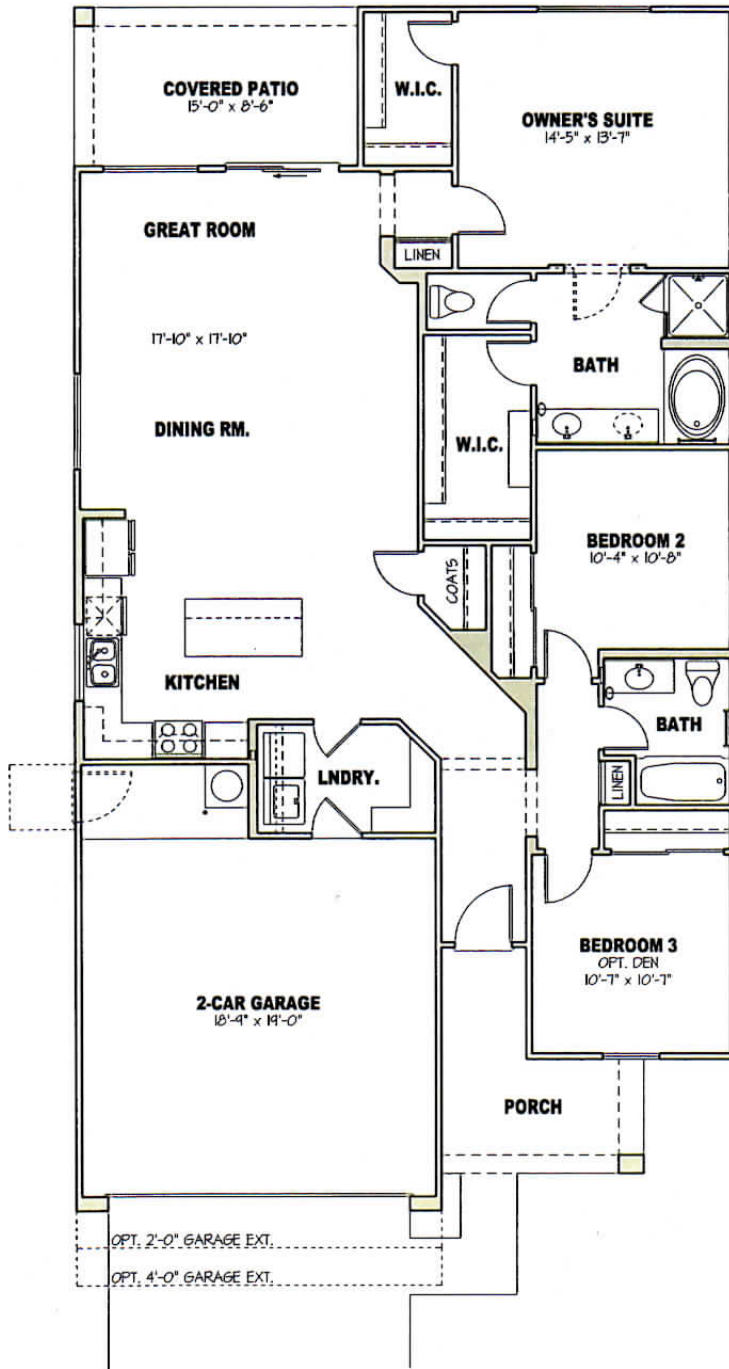 COVERED PATIO
15'-0" x 8'-6"
W.I.C.
OWNER'S SUITE
14'-5" x 13'-7"
GREAT ROOM
LINEN
17'-10" x 17'-10"
BATH
DINING RM.
W.I.C.
BEDROOM 2
10'-4" x 10'-8"
COATS
KITCHEN
BATH
LNDRY.
LINEN
BEDROOM 3
OPT. DEN
10'-7" x 10'-7"
2-CAR GARAGE
18'-9" x 19'-0"
PORCH
OPT. 2'-0" GARAGE EXT.
OPT. 4'-0" GARAGE EXT.